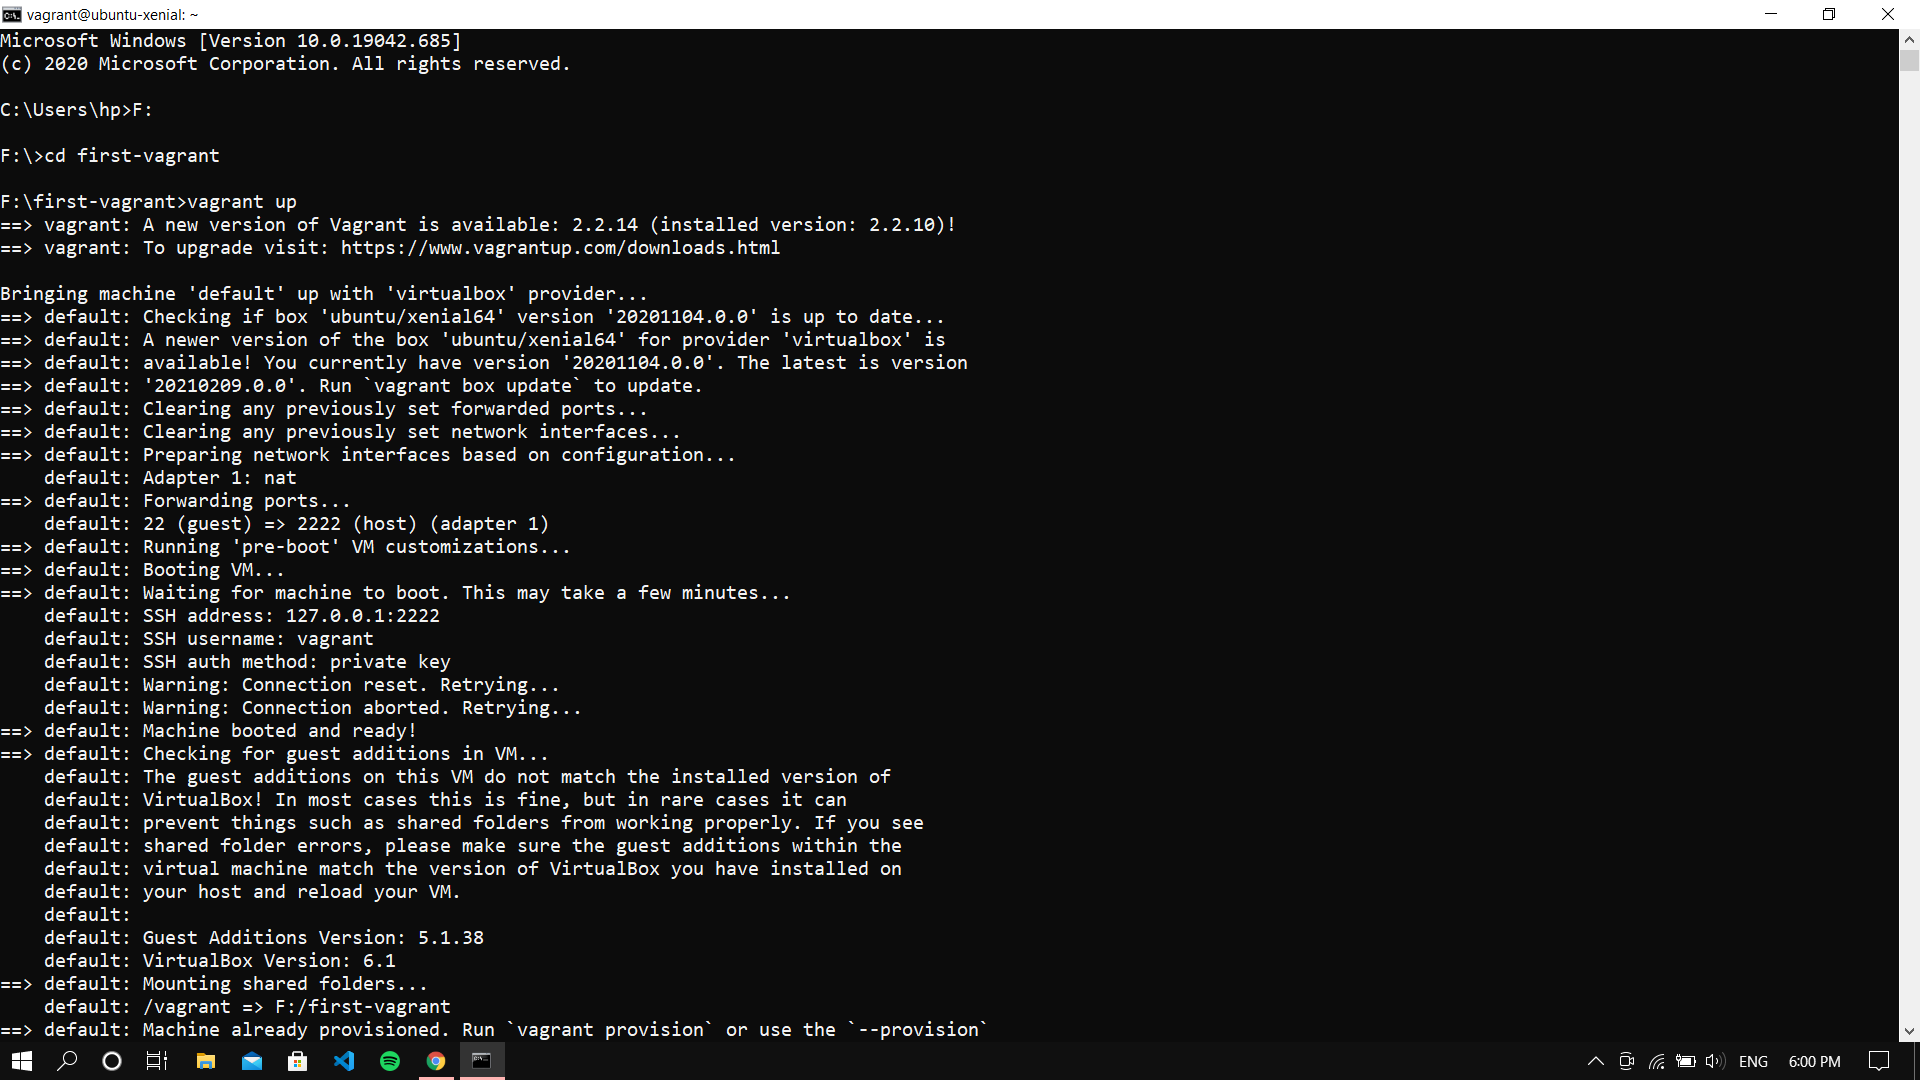 vagrant@ubuntu-xenial: ~
Microsoft Windows [Version 10.0.19042.685]
(c) 2020 Microsoft Corporation. All rights reserved.
C:\Users\hp>F:
F:\>cd first-vagrant
F:\first-vagrant>vagrant up
==> vagrant: A new version of Vagrant is available: 2.2.14 (installed version: 2.2.10)!
==> vagrant: To upgrade visit: https://www.vagrantup.com/downloads.html
Bringing machine 'default' up with 'virtualbox' provider...
==> default: Checking if box 'ubuntu/xenial64' version '20201104.0.0' is up to date...
==> default: A newer version of the box 'ubuntu/xenial64' for provider 'virtualbox' is
==> default: available! You currently have version '20201104.0.0'. The latest is version
==> default: '20210209.0.0'. Run `vagrant box update` to update.
==> default: Clearing any previously set forwarded ports...
==> default: Clearing any previously set network interfaces...
==> default: Preparing network interfaces based on configuration...
default: Adapter 1: nat
==> default: Forwarding ports...
default: 22 (guest) => 2222 (host) (adapter 1)
==> default: Running 'pre-boot' VM customizations...
==> default: Booting VM...
==> default: Waiting for machine to boot. This may take a few minutes...
default: SSH address: 127.0.0.1:2222
default: SSH username: vagrant
default: SSH auth method: private key
default: Warning: Connection reset. Retrying...
default: Warning: Connection aborted. Retrying...
==> default: Machine booted and ready!
==> default: Checking for guest additions in VM...
default: The guest additions on this VM do not match the installed version of
default: VirtualBox! In most cases this is fine, but in rare cases it can
default: prevent things such as shared folders from working properly. If you see
default: shared folder errors, please make sure the guest additions within the
default: virtual machine match the version of VirtualBox you have installed on
default: your host and reload your VM.
default:
default: Guest Additions Version: 5.1.38
default: VirtualBox Version: 6.1
==> default: Mounting shared folders...
default: /vagrant => F:/first-vagrant
==> default: Machine already provisioned. Run `vagrant provision` or use the `--provision`
ENG 6:00 PM